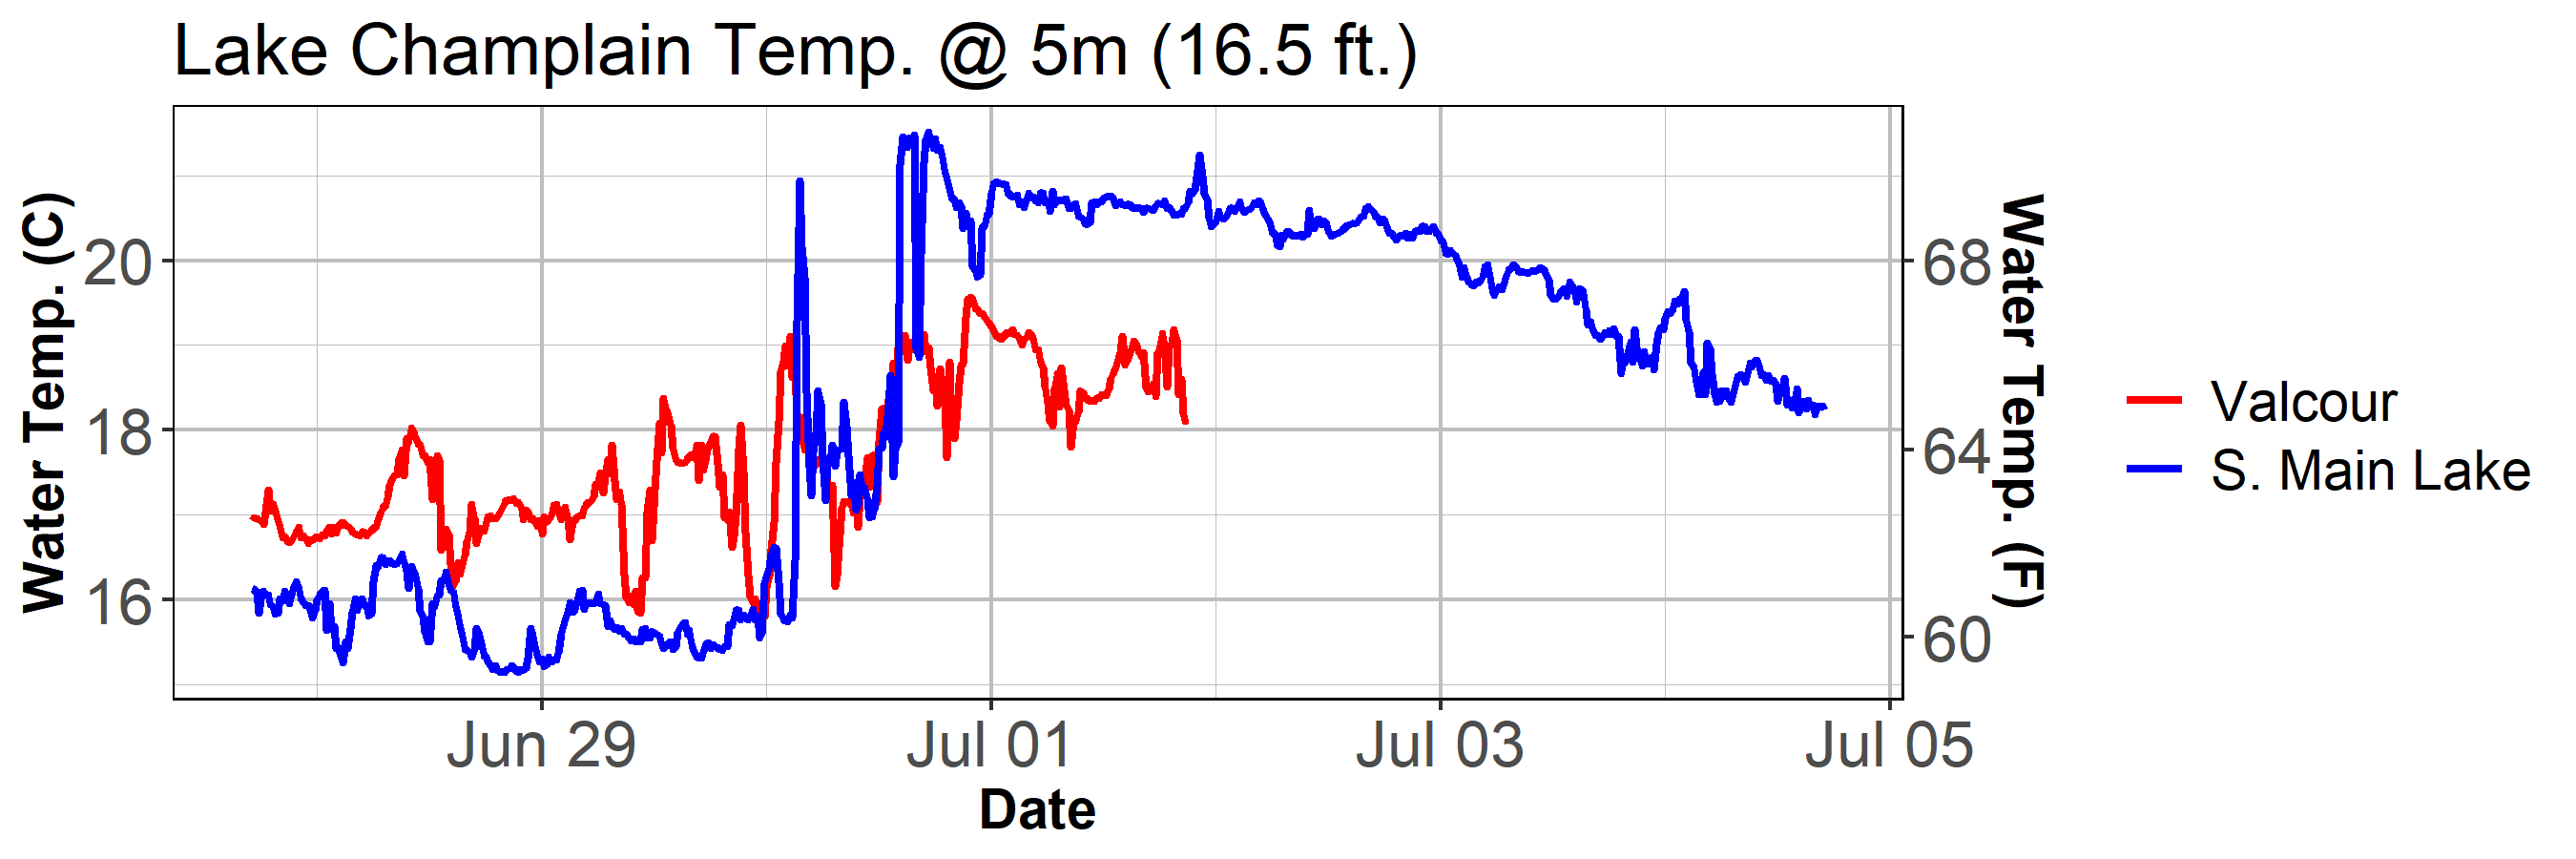 Lake Champlain Temp. @ 5m (16.5 ft.)
Water Temp. (C)
20
18
16
68
64
60
Water Temp. (F)
Jun 29
Jul 01
Jul 03
Jul 05
Date
Valcour
S. Main Lake